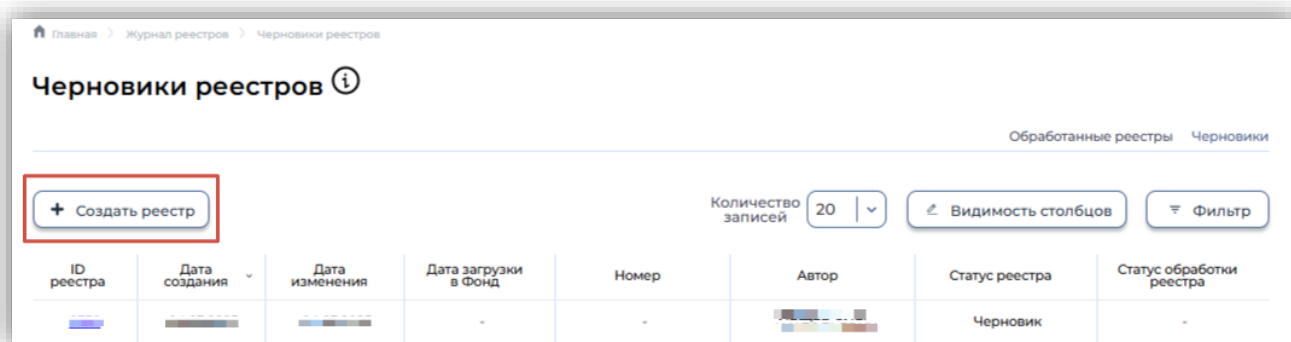 Главная > Журнал реестров > Черновики реестров
Черновики реестров
Обработанные реестры Черновики
+ Создать реестр
Количество записей 20
Видимость столбцов
Фильтр
ID реестра
Дата создания
Дата изменения
Дата загрузки в Фонд
Номер
Автор
Статус реестра
Статус обработки реестра
- - Черновик -